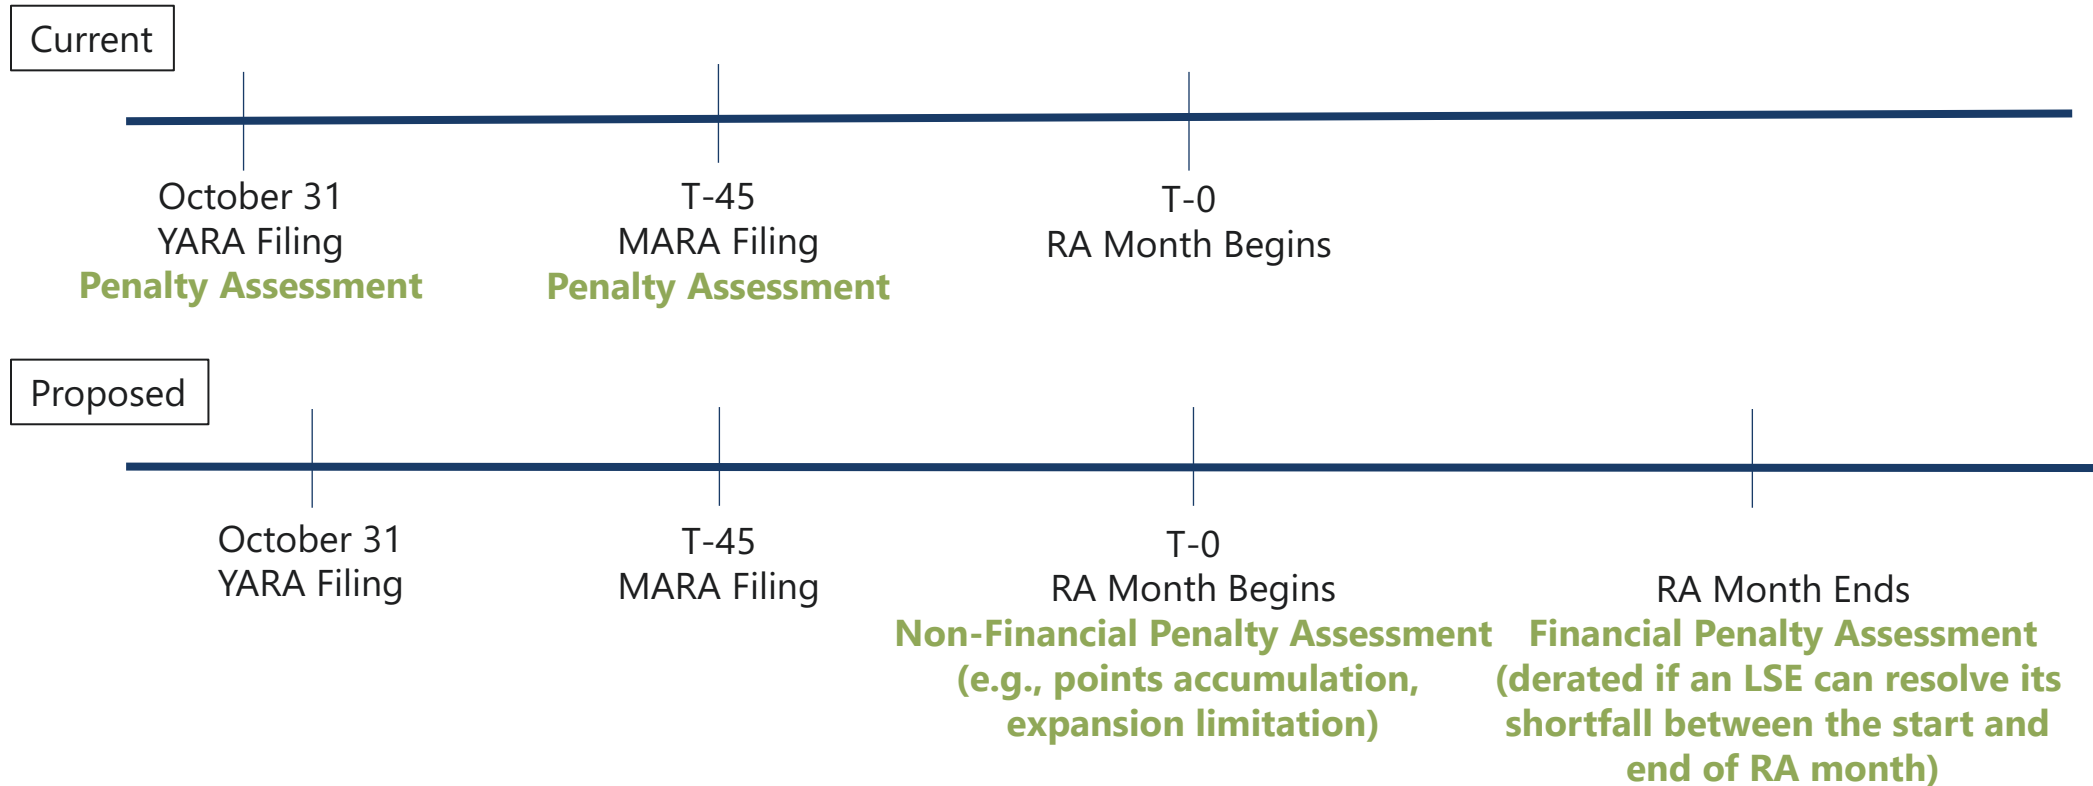 Current
October 31
YARA Filing
Penalty Assessment
T-45
MARA Filing
Penalty Assessment
T-0
RA Month Begins
Proposed
October 31
YARA Filing
T-45
MARA Filing
T-0
RA Month Begins
Non-Financial Penalty Assessment
(e.g., points accumulation,
expansion limitation)
RA Month Ends
Financial Penalty Assessment
(derated if an LSE can resolve its
shortfall between the start and
end of RA month)